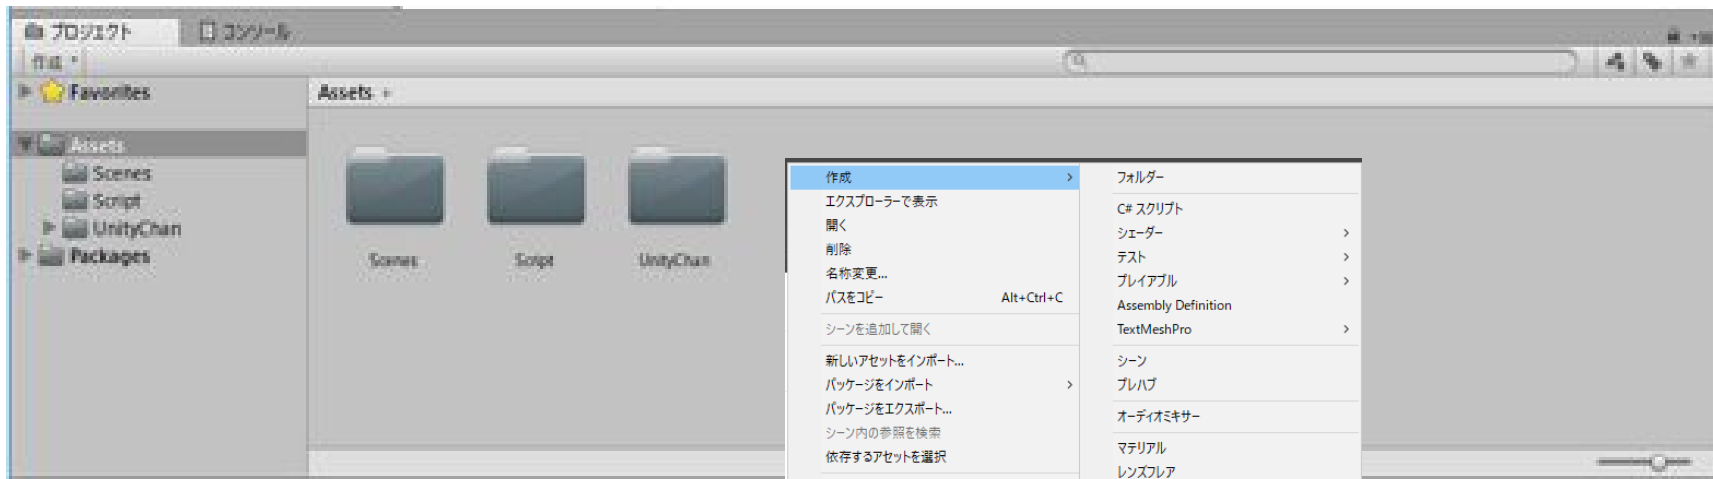 プロジェクト
コンソール
作成
Favorites
Assets
Assets
Scenes
Script
UnityChan
Packages
Scenes
Script
UnityChan
作成
エクスプローラーで表示
開く
削除
名称変更...
パスをコピー Alt+Ctrl+C
シーンを追加して開く
新しいアセットをインポート...
パッケージをインポート
パッケージをエクスポート...
シーン内の参照を検索
依存するアセットを選択
フォルダー
C# スクリプト
シェーダー
テスト
プレイアブル
Assembly Definition
TextMeshPro
シーン
プレハブ
オーディオミキサー
マテリアル
レンズフレア